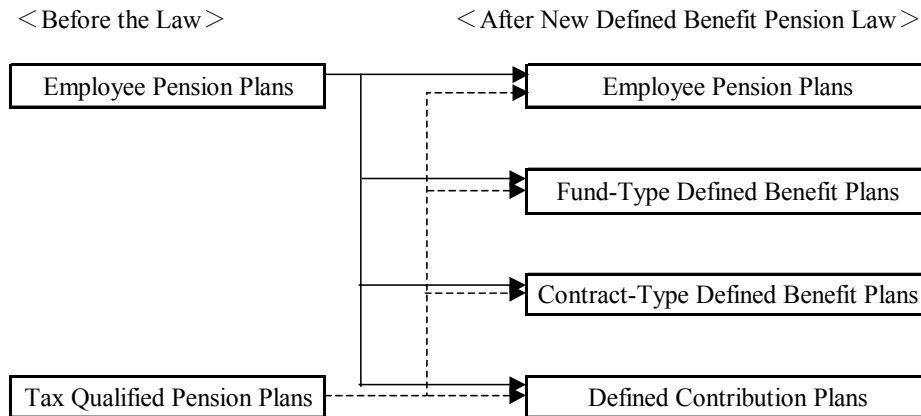 ＜Before the Law＞ ＜After New Defined Benefit Pension Law＞
Employee Pension Plans Employee Pension Plans
Fund-Type Defined Benefit Plans
Contract-Type Defined Benefit Plans
Tax Qualified Pension Plans Defined Contribution Plans